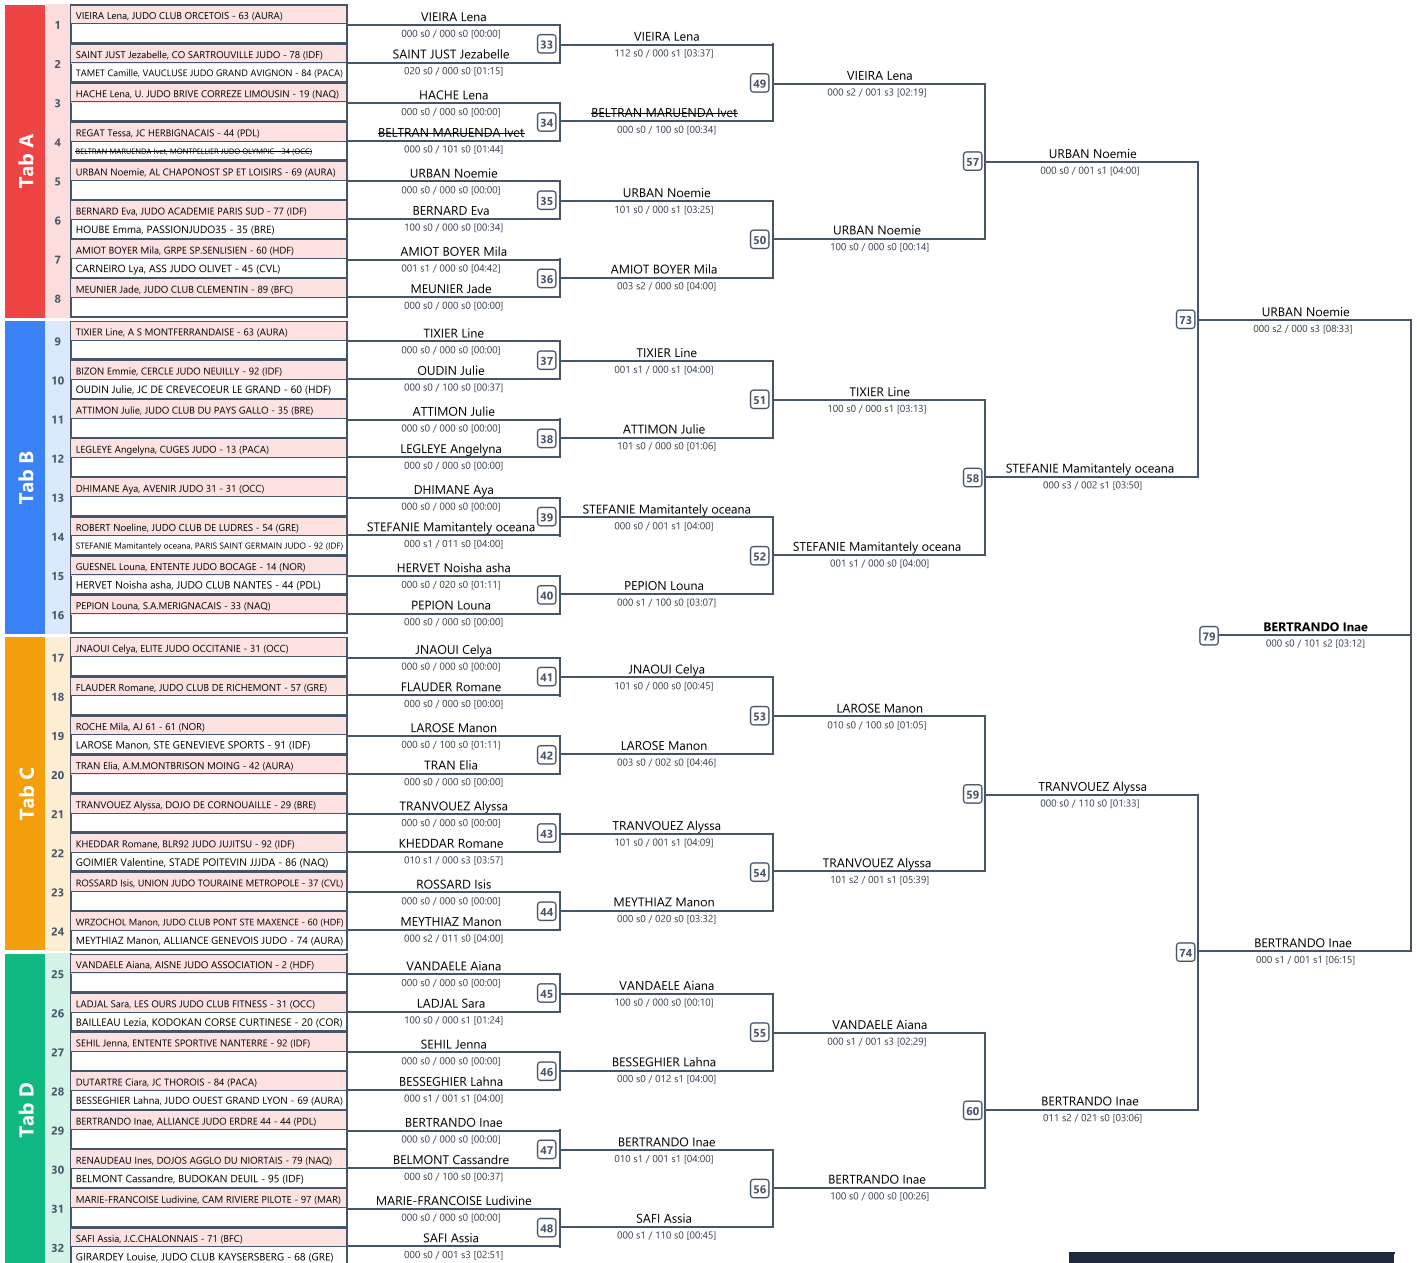 Tab A
1
VIEIRA Lena, JUDO CLUB ORCETOIS - 63 (AURA)
2
SAINT JUST Jezabelle, CO SARTROUVILLE JUDO - 78 (IDF)
TAMET Camille, VAUCLUSE JUDO GRAND AVIGNON - 84 (PACA)
3
HACHE Lena, U. JUDO BRIVE CORREZE LIMOUSIN - 19 (NAQ)
4
REGAT Tessa, JC HERBIGNACAIS - 44 (PDL)
BELTRAN MARUENDA Ivet, MONTPELLIER JUDO OLYMPIC - 34 (OCC)
5
URBAN Noemie, AL CHAPONOST SP ET LOISIRS - 69 (AURA)
6
BERNARD Eva, JUDO ACADEMIE PARIS SUD - 77 (IDF)
HOUBE Emma, PASSIONJUDO35 - 35 (BRE)
7
AMIOT BOYER Mila, GRPE SP.SENLISIEN - 60 (HDF)
CARNEIRO Lya, ASS JUDO OLIVET - 45 (CVL)
8
MEUNIER Jade, JUDO CLUB CLEMENTIN - 89 (BFC)
Tab B
9
TIXIER Line, A S MONTFERRANDAISE - 63 (AURA)
10
BIZON Emmie, CERCLE JUDO NEUILLY - 92 (IDF)
OUDIN Julie, JC DE CREVECOEUR LE GRAND - 60 (HDF)
11
ATTIMON Julie, JUDO CLUB DU PAYS GALLO - 35 (BRE)
12
LEGLEYE Angelyna, CUGES JUDO - 13 (PACA)
13
DHIMANE Aya, AVENIR JUDO 31 - 31 (OCC)
14
ROBERT Noeline, JUDO CLUB DE LUDRES - 54 (GRE)
STEFANIE Mamitantely oceana, PARIS SAINT GERMAIN JUDO - 92 (IDF)
15
GUESNEL Louna, ENTENTE JUDO BOCAGE - 14 (NOR)
HERVET Noisha asha, JUDO CLUB NANTES - 44 (PDL)
16
PEPION Louna, S.A.MERIGNACAIS - 33 (NAQ)
Tab C
17
JNAOUI Celya, ELITE JUDO OCCITANIE - 31 (OCC)
18
FLAUDER Romane, JUDO CLUB DE RICHEMONT - 57 (GRE)
19
ROCHE Mila, AJ 61 - 61 (NOR)
LAROSE Manon, STE GENEVIEVE SPORTS - 91 (IDF)
20
TRAN Elia, A.M.MONTBRISON MOING - 42 (AURA)
21
TRANVOUEZ Alyssa, DOJO DE CORNOUAILLE - 29 (BRE)
22
KHEDDAR Romane, BLR92 JUDO JUJITSU - 92 (IDF)
GOIMIER Valentine, STADE POITEVIN JJJDA - 86 (NAQ)
23
ROSSARD Isis, UNION JUDO TOURAINE METROPOLE - 37 (CVL)
24
WRZOCHOL Manon, JUDO CLUB PONT STE MAXENCE - 60 (HDF)
MEYTHIAZ Manon, ALLIANCE GENEVOIS JUDO - 74 (AURA)
Tab D
25
VANDAELE Aiana, AISNE JUDO ASSOCIATION - 2 (HDF)
26
LADJAL Sara, LES OURS JUDO CLUB FITNESS - 31 (OCC)
BAILLEAU Lezia, KODOKAN CORSE CURTINESE - 20 (COR)
27
SEHIL Jenna, ENTENTE SPORTIVE NANTERRE - 92 (IDF)
28
DUTARTRE Ciara, JC THOROIS - 84 (PACA)
BESSEGHIER Lahna, JUDO OUEST GRAND LYON - 69 (AURA)
29
BERTRANDO Inae, ALLIANCE JUDO ERDRE 44 - 44 (PDL)
30
RENAUDEAU Ines, DOJOS AGGLO DU NIORTAIS - 79 (NAQ)
BELMONT Cassandre, BUDOKAN DEUIL - 95 (IDF)
31
MARIE-FRANCOISE Ludivine, CAM RIVIERE PILOTE - 97 (MAR)
32
SAFI Assia, J.C.CHALONNAIS - 71 (BFC)
GIRARDEY Louise, JUDO CLUB KAYSERSBERG - 68 (GRE)
VIEIRA Lena
000 s0 / 000 s0 [00:00]
33
SAINT JUST Jezabelle
020 s0 / 000 s0 [01:15]
HACHE Lena
000 s0 / 000 s0 [00:00]
34
BELTRAN MARUENDA Ivet
000 s0 / 101 s0 [01:44]
URBAN Noemie
000 s0 / 000 s0 [00:00]
35
BERNARD Eva
100 s0 / 000 s0 [00:34]
AMIOT BOYER Mila
001 s1 / 000 s0 [04:42]
36
MEUNIER Jade
000 s0 / 000 s0 [00:00]
TIXIER Line
000 s0 / 000 s0 [00:00]
37
OUDIN Julie
000 s0 / 100 s0 [00:37]
ATTIMON Julie
000 s0 / 000 s0 [00:00]
38
LEGLEYE Angelyna
000 s0 / 000 s0 [00:00]
DHIMANE Aya
000 s0 / 000 s0 [00:00]
39
STEFANIE Mamitantely oceana
000 s1 / 011 s0 [04:00]
HERVET Noisha asha
000 s0 / 020 s0 [01:11]
40
PEPION Louna
000 s0 / 000 s0 [00:00]
JNAOUI Celya
000 s0 / 000 s0 [00:00]
41
FLAUDER Romane
000 s0 / 000 s0 [00:00]
LAROSE Manon
000 s0 / 100 s0 [01:11]
42
TRAN Elia
000 s0 / 000 s0 [00:00]
TRANVOUEZ Alyssa
000 s0 / 000 s0 [00:00]
43
KHEDDAR Romane
010 s1 / 000 s3 [03:57]
ROSSARD Isis
000 s0 / 000 s0 [00:00]
44
MEYTHIAZ Manon
000 s2 / 011 s0 [04:00]
VANDAELE Aiana
000 s0 / 000 s0 [00:00]
45
LADJAL Sara
100 s0 / 000 s1 [01:24]
SEHIL Jenna
000 s0 / 000 s0 [00:00]
46
BESSEGHIER Lahna
000 s1 / 001 s1 [04:00]
BERTRANDO Inae
000 s0 / 000 s0 [00:00]
47
BELMONT Cassandre
000 s0 / 100 s0 [00:37]
MARIE-FRANCOISE Ludivine
000 s0 / 000 s0 [00:00]
48
SAFI Assia
000 s0 / 001 s3 [02:51]
VIEIRA Lena
112 s0 / 000 s1 [03:37]
49
BELTRAN MARUENDA Ivet
000 s0 / 100 s0 [00:34]
URBAN Noemie
101 s0 / 000 s1 [03:25]
50
AMIOT BOYER Mila
003 s2 / 000 s0 [04:00]
TIXIER Line
001 s1 / 000 s1 [04:00]
51
ATTIMON Julie
101 s0 / 000 s0 [01:06]
STEFANIE Mamitantely oceana
000 s0 / 001 s1 [04:00]
52
PEPION Louna
000 s1 / 100 s0 [03:07]
JNAOUI Celya
101 s0 / 000 s0 [00:45]
53
LAROSE Manon
003 s0 / 002 s0 [04:46]
TRANVOUEZ Alyssa
101 s0 / 001 s1 [04:09]
54
MEYTHIAZ Manon
000 s0 / 020 s0 [03:32]
VANDAELE Aiana
100 s0 / 000 s0 [00:10]
55
BESSEGHIER Lahna
000 s0 / 012 s1 [04:00]
BERTRANDO Inae
010 s1 / 001 s1 [04:00]
56
SAFI Assia
000 s1 / 110 s0 [00:45]
VIEIRA Lena
000 s2 / 001 s3 [02:19]
57
URBAN Noemie
100 s0 / 000 s0 [00:14]
TIXIER Line
100 s0 / 000 s1 [03:13]
58
STEFANIE Mamitantely oceana
001 s1 / 000 s0 [04:00]
LAROSE Manon
010 s0 / 100 s0 [01:05]
59
TRANVOUEZ Alyssa
101 s2 / 001 s1 [05:39]
VANDAELE Aiana
000 s1 / 001 s3 [02:29]
60
BERTRANDO Inae
100 s0 / 000 s0 [00:26]
URBAN Noemie
000 s0 / 001 s1 [04:00]
73
STEFANIE Mamitantely oceana
000 s3 / 002 s1 [03:50]
TRANVOUEZ Alyssa
000 s0 / 110 s0 [01:33]
74
BERTRANDO Inae
011 s2 / 021 s0 [03:06]
URBAN Noemie
000 s2 / 000 s3 [08:33]
79
BERTRANDO Inae
000 s0 / 101 s2 [03:12]
BERTRANDO Inae
000 s1 / 001 s1 [06:15]